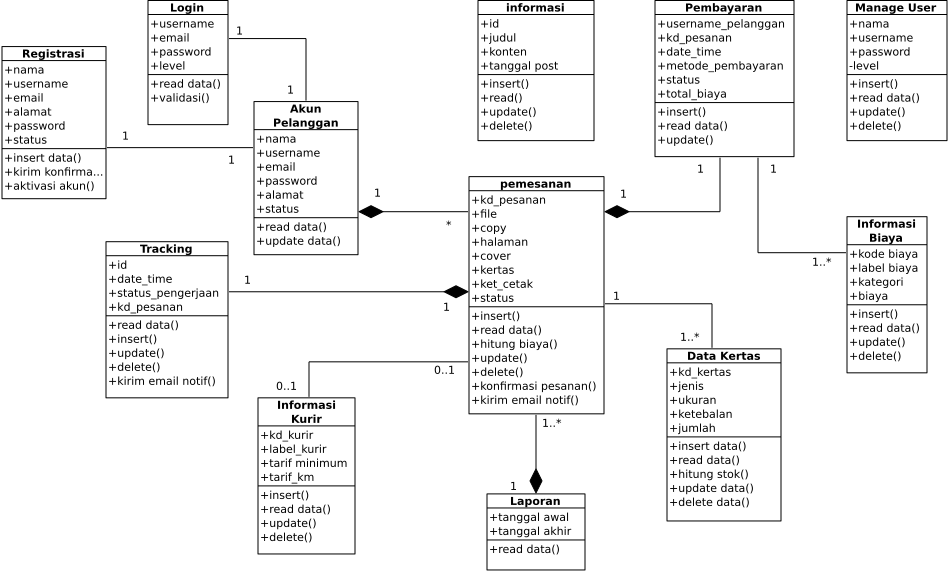 Login
+username
+email
+password
+level
+read data()
+validasi()
informasi
+id
+judul
+konten
+tanggal post
+insert()
+read()
+update()
+delete()
Pembayaran
+username_pelanggan
+kd_pesanan
+date_time
+metode_pembayaran
+status
+total_biaya
+insert()
+read data()
+update()
Manage User
+nama
+username
+password
-level
+insert()
+read data()
+update()
+delete()
Registrasi
+nama
+username
+email
+alamat
+password
+status
+insert data()
+kirim konfirma...
+aktivasi akun()
1
1
1
1
Akun
Pelanggan
+nama
+username
+email
+password
+alamat
+status
+read data()
+update data()
1
*
pemesanan
+kd_pesanan
+file
+copy
+halaman
+cover
+kertas
+ket_cetak
+status
+insert()
+read data()
+hitung biaya()
+update()
+delete()
+konfirmasi pesanan()
+kirim email notif()
1
1
1
1..*
Informasi
Biaya
+kode biaya
+label biaya
+kategori
+biaya
+insert()
+read data()
+update()
+delete()
Tracking
+id
+date_time
+status_pengerjaan
+kd_pesanan
+read data()
+insert()
+update()
+delete()
+kirim email notif()
1
1
1
1..*
Data Kertas
+kd_kertas
+jenis
+ukuran
+ketebalan
+jumlah
+insert data()
+read data()
+hitung stok()
+update data()
+delete data()
0..1
0..1
Informasi
Kurir
+kd_kurir
+label_kurir
+tarif minimum
+tarif_km
+insert()
+read data()
+update()
+delete()
1..*
1
Laporan
+tanggal awal
+tanggal akhir
+read data()